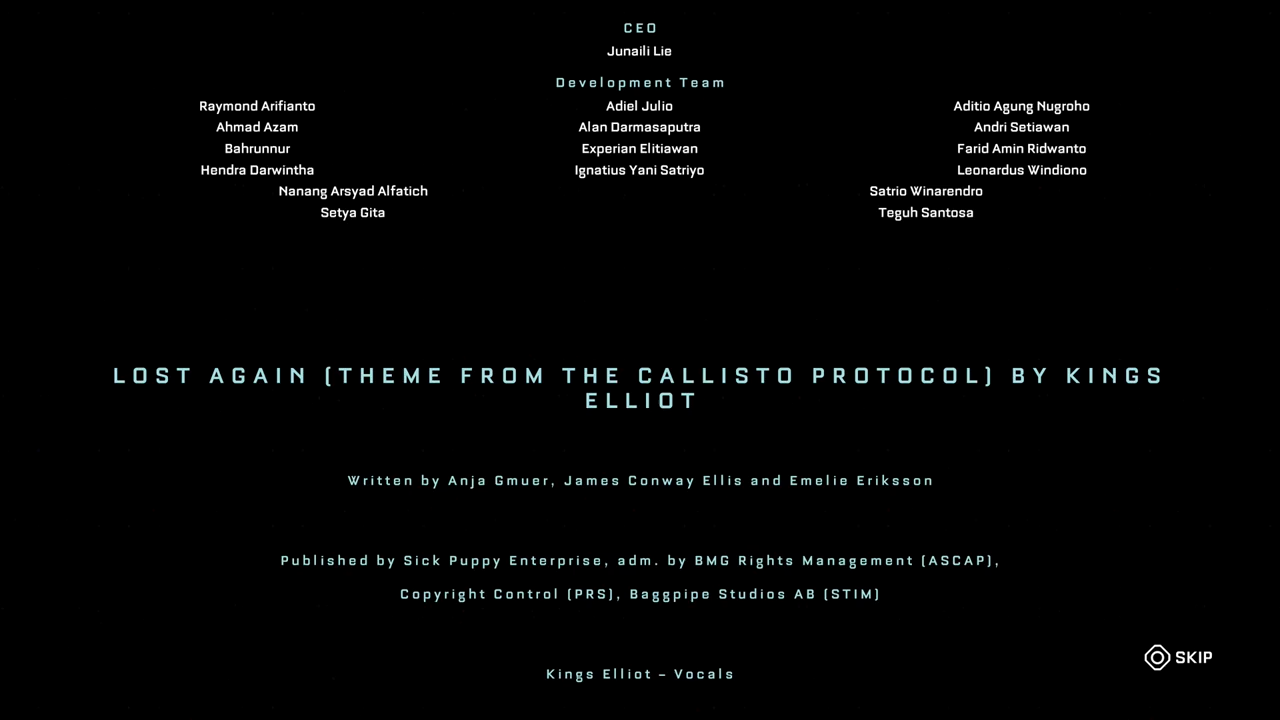 CEO
Junaili Lie
Development Team
Raymond Arifianto Adiel Julio Aditio Agung Nugroho
Ahmad Azam Alan Darmasaputra Andri Setiawan
Bahrunnur Experian Elitiawan Farid Amin Ridwanto
Hendra Darwintha Ignatius Yani Satriyo Leonardus Windiono
Nanang Arsyad Alfatich Satrio Winarendro
Setya Gita Teguh Santosa
LOST AGAIN (THEME FROM THE CALLISTO PROTOCOL) BY KINGS
ELLIOT
Written by Anja Gmuer, James Conway Ellis and Emelie Eriksson
Published by Sick Puppy Enterprise, adm. by BMG Rights Management (ASCAP),
Copyright Control (PRS), Baggpipe Studios AB (STIM)
SKIP
Kings Elliot – Vocals